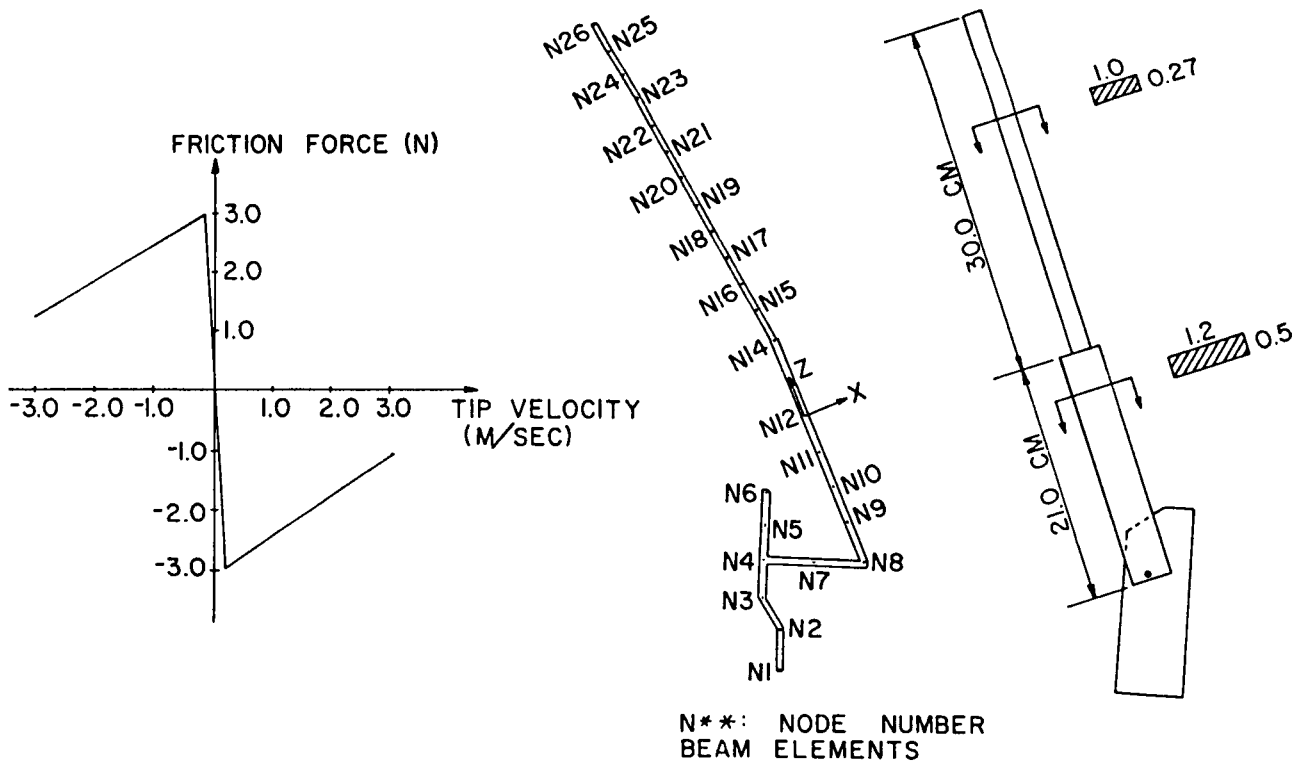 FRICTION FORCE (N)
3.0
2.0
1.0
-3.0 -2.0 -1.0
1.0 2.0 3.0
TIP VELOCITY
(M/SEC)
-1.0
-2.0
-3.0
N26
N25
N24
N23
N22
N21
N20
N19
N18
N17
N16
N15
N14
Z
X
N12
N11
N10
N9
N6
N5
N4
N7
N8
N3
N2
N1
N**: NODE NUMBER
BEAM ELEMENTS
1.0
0.27
30.0 CM
1.2
0.5
21.0 CM